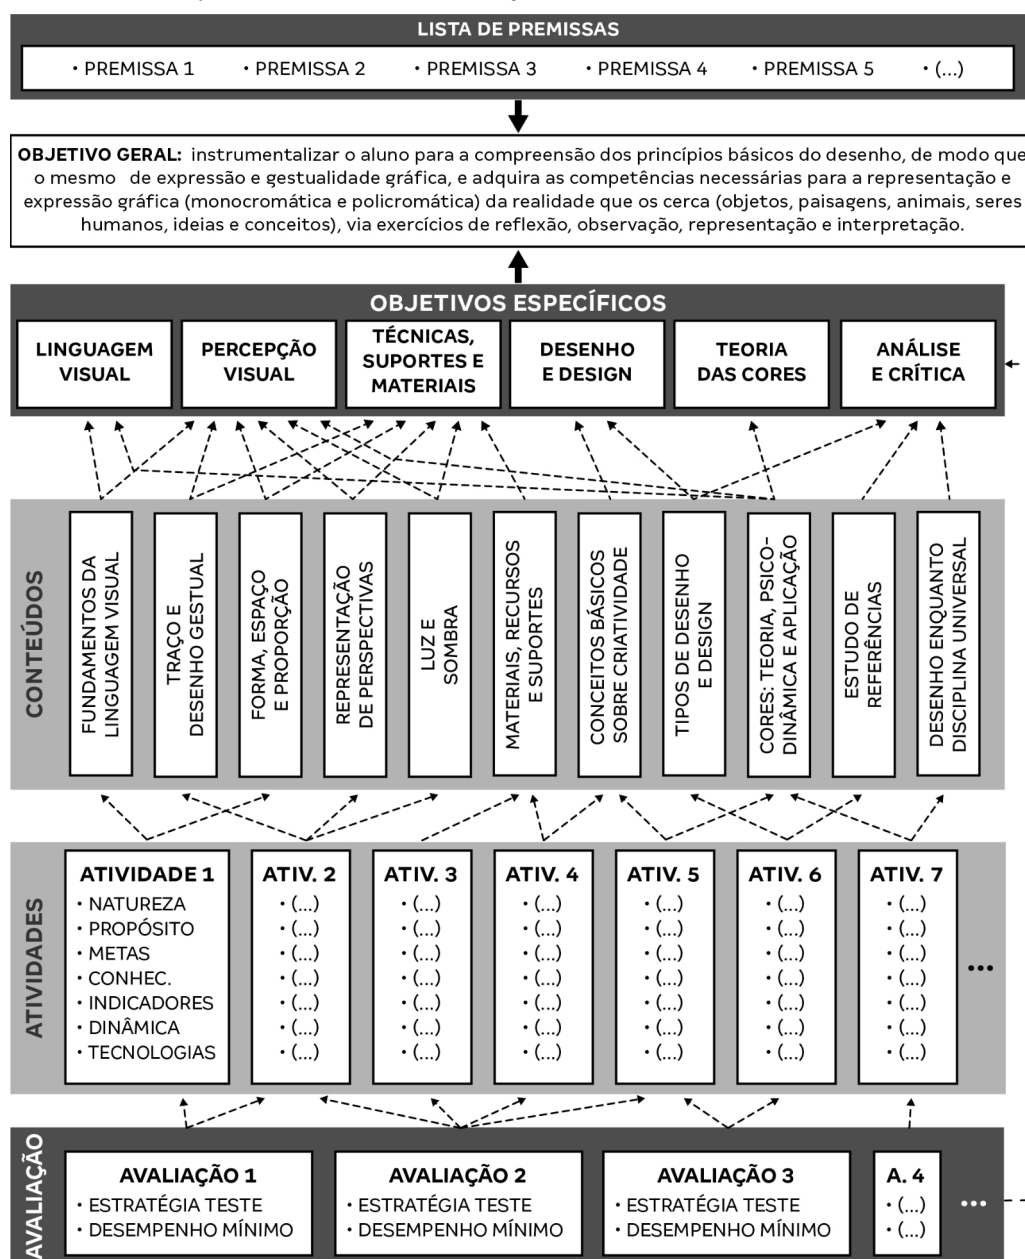 LISTA DE PREMISSAS
• PREMISSA 1 • PREMISSA 2 • PREMISSA 3 • PREMISSA 4 • PREMISSA 5 • (...)
OBJETIVO GERAL: instrumentalizar o aluno para a compreensão dos princípios básicos do desenho, de modo que
o mesmo de expressão e gestualidade gráfica, e adquira as competências necessárias para a representação e
expressão gráfica (monocromática e policromática) da realidade que os cerca (objetos, paisagens, animais, seres
humanos, ideias e conceitos), via exercícios de reflexão, observação, representação e interpretação.
OBJETIVOS ESPECÍFICOS
LINGUAGEM
VISUAL
PERCEPÇÃO
VISUAL
TÉCNICAS,
SUPORTES E
MATERIAIS
DESENHO
E DESIGN
TEORIA
DAS CORES
ANÁLISE
E CRÍTICA
CONTEÚDOS
FUNDAMENTOS DA
LINGUAGEM VISUAL
TRAÇO E
DESENHO GESTUAL
FORMA, ESPAÇO
E PROPORÇÃO
REPRESENTAÇÃO
DE PERSPECTIVAS
LUZ E
SOMBRA
MATERIAIS, RECURSOS
E SUPORTES
CONCEITOS BÁSICOS
SOBRE CRIATIVIDADE
TIPOS DE DESENHO
E DESIGN
CORES: TEORIA, PSICO-
DINÂMICA E APLICAÇÃO
ESTUDO DE
REFERÊNCIAS
DESENHO ENQUANTO
DISCIPLINA UNIVERSAL
ATIVIDADES
ATIVIDADE 1
• NATUREZA
• PROPÓSITO
• METAS
• CONHEC.
• INDICADORES
• DINÂMICA
• TECNOLOGIAS
ATIV. 2
• (...)
• (...)
• (...)
• (...)
• (...)
• (...)
• (...)
ATIV. 3
• (...)
• (...)
• (...)
• (...)
• (...)
• (...)
• (...)
ATIV. 4
• (...)
• (...)
• (...)
• (...)
• (...)
• (...)
• (...)
ATIV. 5
• (...)
• (...)
• (...)
• (...)
• (...)
• (...)
• (...)
ATIV. 6
• (...)
• (...)
• (...)
• (...)
• (...)
• (...)
• (...)
ATIV. 7
• (...)
• (...)
• (...)
• (...)
• (...)
• (...)
• (...)
...
AVALIAÇÃO
AVALIAÇÃO 1
• ESTRATÉGIA TESTE
• DESEMPENHO MÍNIMO
AVALIAÇÃO 2
• ESTRATÉGIA TESTE
• DESEMPENHO MÍNIMO
AVALIAÇÃO 3
• ESTRATÉGIA TESTE
• DESEMPENHO MÍNIMO
A. 4
• (...)
• (...)
...